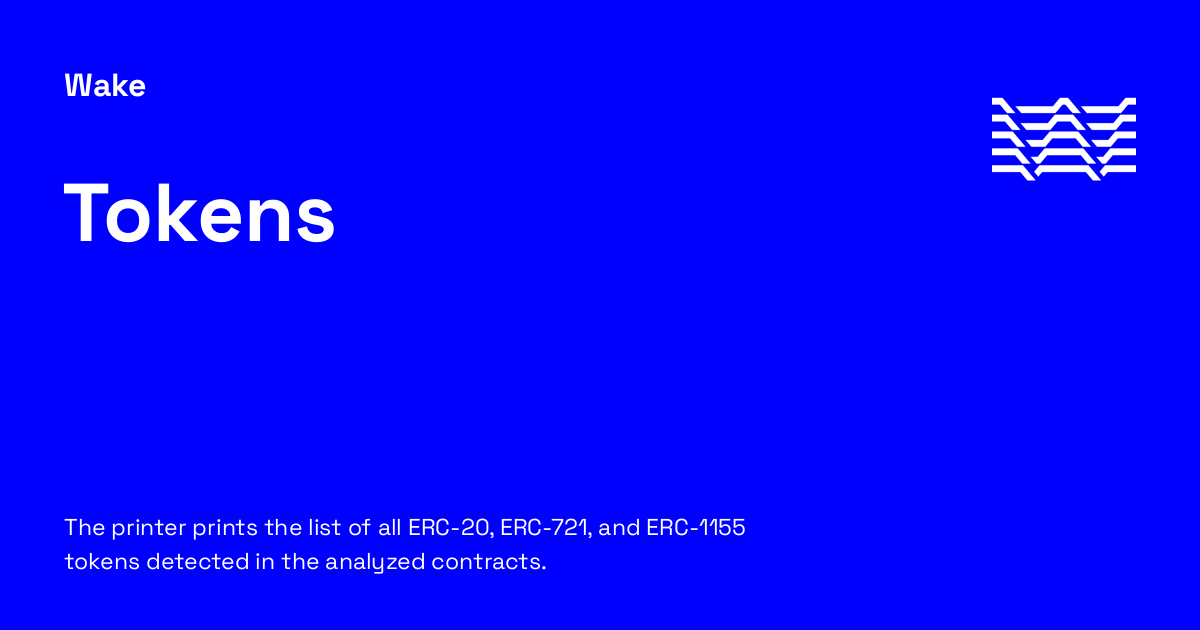 Wake
Tokens
The printer prints the list of all ERC-20, ERC-721, and ERC-1155
tokens detected in the analyzed contracts.